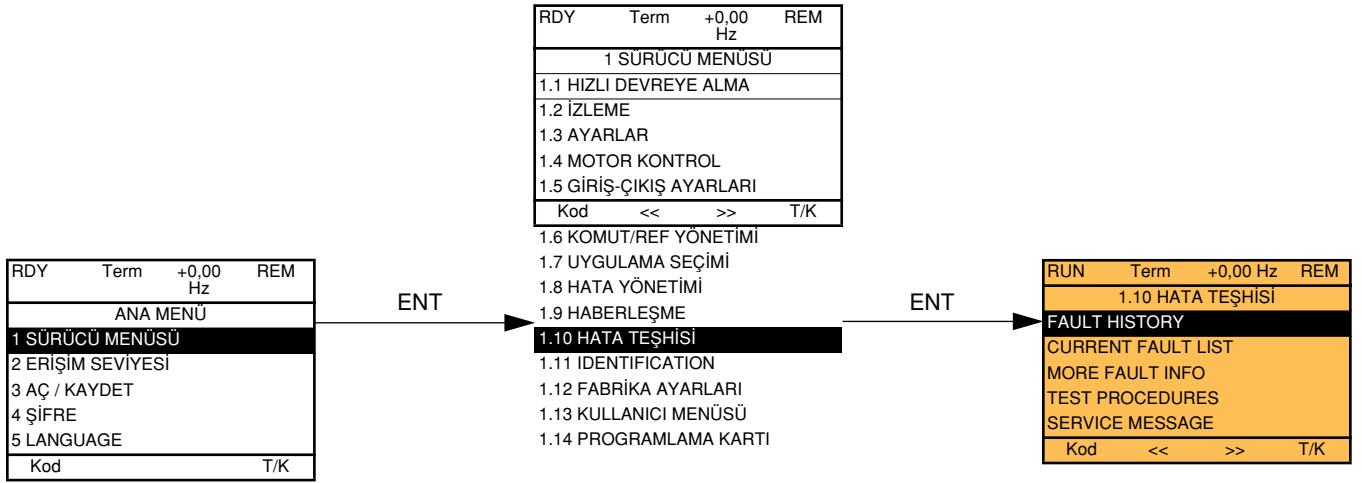 RDY Term +0,00 Hz REM
1 SÜRÜCÜ MENÜSÜ
1.1 HIZLI DEVREYE ALMA
1.2 İZLEME
1.3 AYARLAR
1.4 MOTOR KONTROL
1.5 GİRİŞ-ÇIKIŞ AYARLARI
Kod << >> T/K
1.6 KOMUT/REF YÖNETİMİ
1.7 UYGULAMA SEÇİMİ
1.8 HATA YÖNETİMİ
1.9 HABERLEŞME
1.10 HATA TEŞHİSİ
1.11 IDENTIFICATION
1.12 FABRİKA AYARLARI
1.13 KULLANICI MENÜSÜ
1.14 PROGRAMLAMA KARTI
RDY Term +0,00 Hz REM
ANA MENÜ
1 SÜRÜCÜ MENÜSÜ
2 ERİŞİM SEVİYESİ
3 AÇ / KAYDET
4 ŞİFRE
5 LANGUAGE
Kod T/K
ENT
ENT
RUN Term +0,00 Hz REM
1.10 HATA TEŞHİSİ
FAULT HISTORY
CURRENT FAULT LIST
MORE FAULT INFO
TEST PROCEDURES
SERVICE MESSAGE
Kod << >> T/K